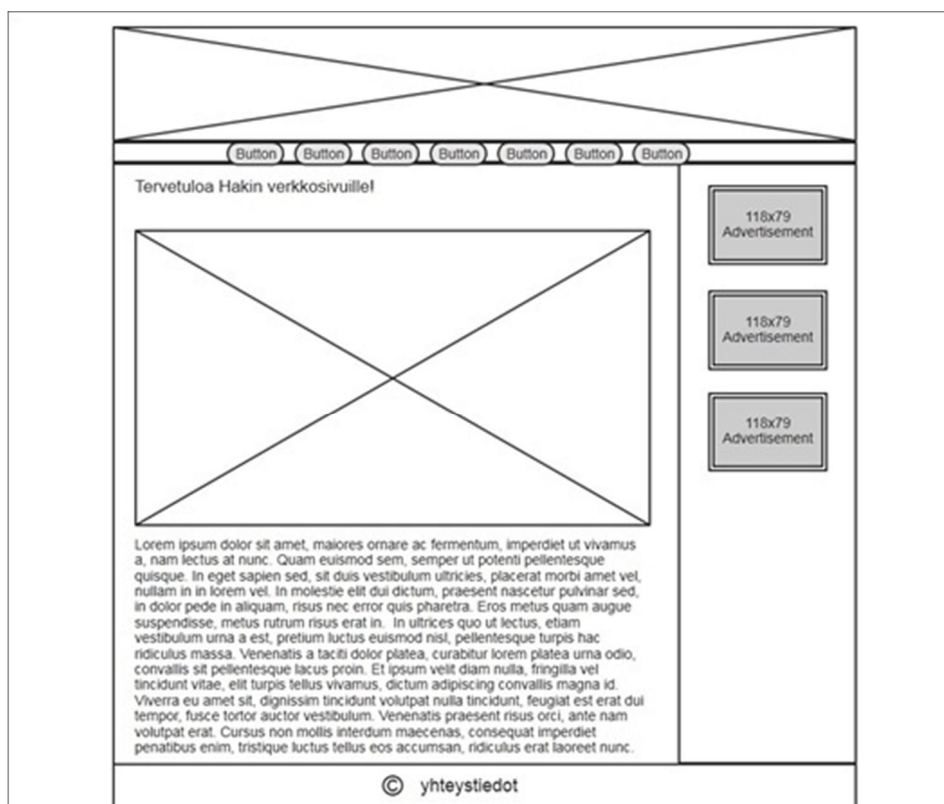 Button Button Button Button Button Button Button
Tervetuloa Hakin verkkosivuille!
118x79
Advertisement
118x79
Advertisement
118x79
Advertisement
Lorem ipsum dolor sit amet, maiores ornare ac fermentum, imperdiet ut vivamus
a, nam lectus at nunc. Quam euismod sem, semper ut potenti pellentesque
quisque. In eget sapien sed, sit duis vestibulum ultricies, placerat morbi amet vel,
nullam in in lorem vel. In molestie elit dui dictum, praesent nascetur pulvinar sed,
in dolor pede in aliquam, risus nec error quis pharetra. Eros metus quam augue
suspendisse, metus rutrum risus erat in. In ultrices quo ut lectus, etiam
vestibulum urna a est, pretium luctus euismod nisl, pellentesque turpis hac
ridiculus massa. Venenatis a taciti dolor platea, curabitur lorem platea urna odio,
convallis sit pellentesque lacus proin. Et ipsum velit diam nulla, fringilla vel
tincidunt vitae, elit turpis tellus vivamus, dictum adipiscing convallis magna id.
Viverra eu amet sit, dignissim tincidunt volutpat nulla tincidunt, feugiat est erat dui
tempor, fusce tortor auctor vestibulum. Venenatis praesent risus orci, ante nam
volutpat erat. Cursus non mollis interdum maecenas, consequat imperdiet
penatibus enim, tristique luctus tellus eos accumsan, ridiculus erat laoreet nunc.
© yhteystiedot